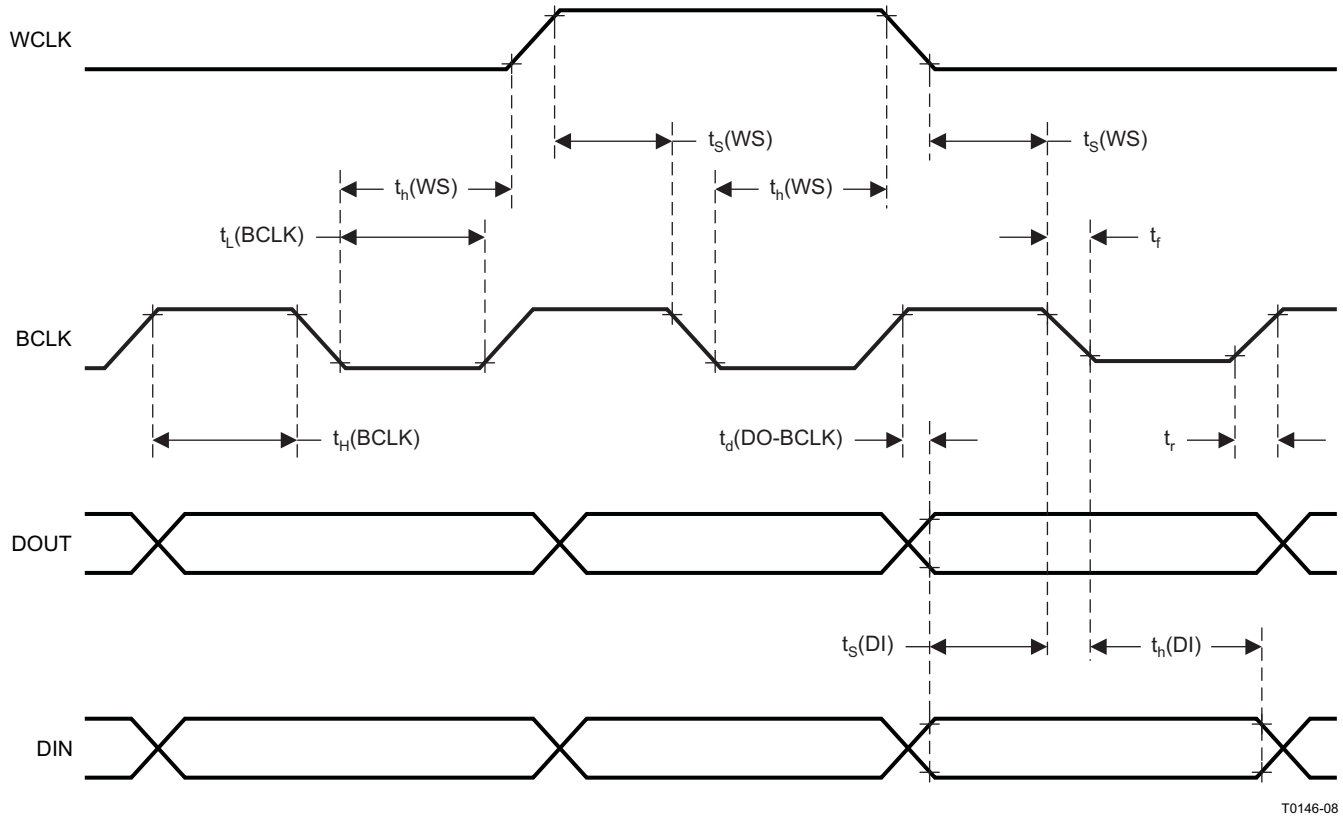 WCLK
tS(WS)
tS(WS)
th(WS)
th(WS)
tL(BCLK)
tf
BCLK
tH(BCLK)
td(DO-BCLK)
tr
DOUT
tS(DI)
th(DI)
DIN
T0146-08